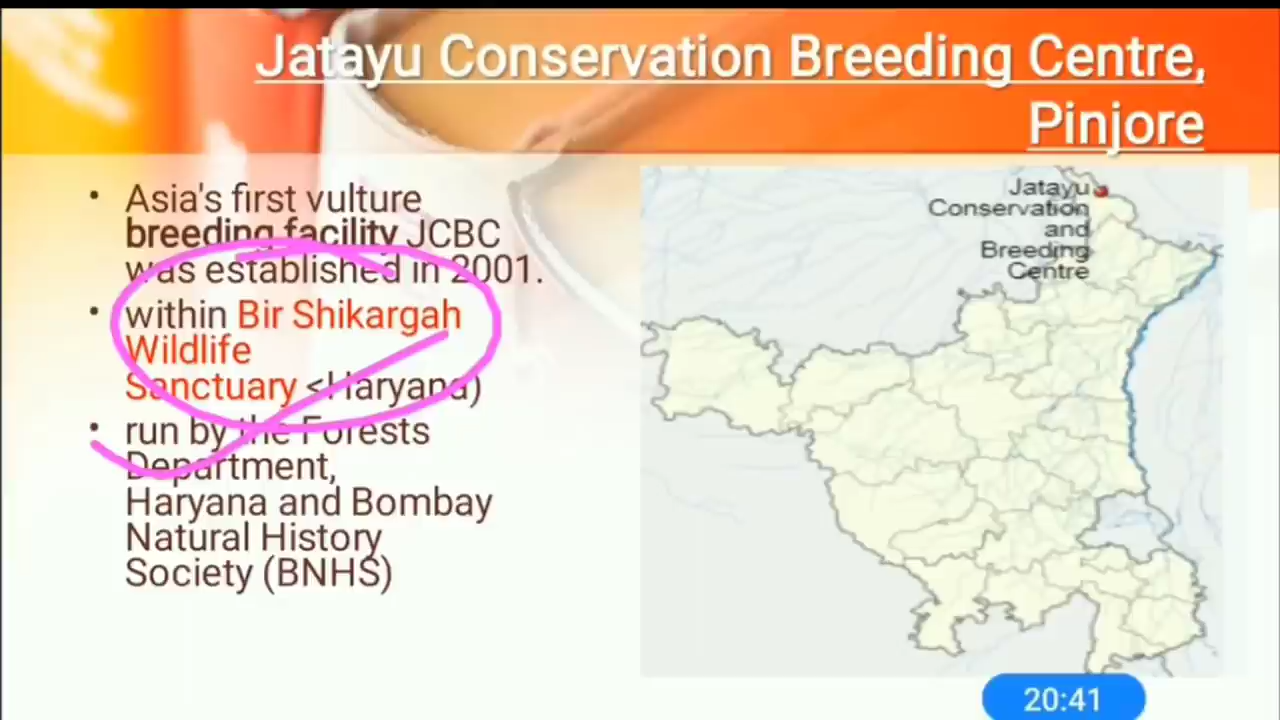 Jatayu Conservation Breeding Centre,
Pinjore
• Asia's first vulture
breeding facility JCBC
was established in 2001.
• within Bir Shikargah
Wildlife
Sanctuary <Haryana)
• run by the Forests
Department,
Haryana and Bombay
Natural History
Society (BNHS)
Jatayu
Conservation
and
Breeding
Centre
20:41